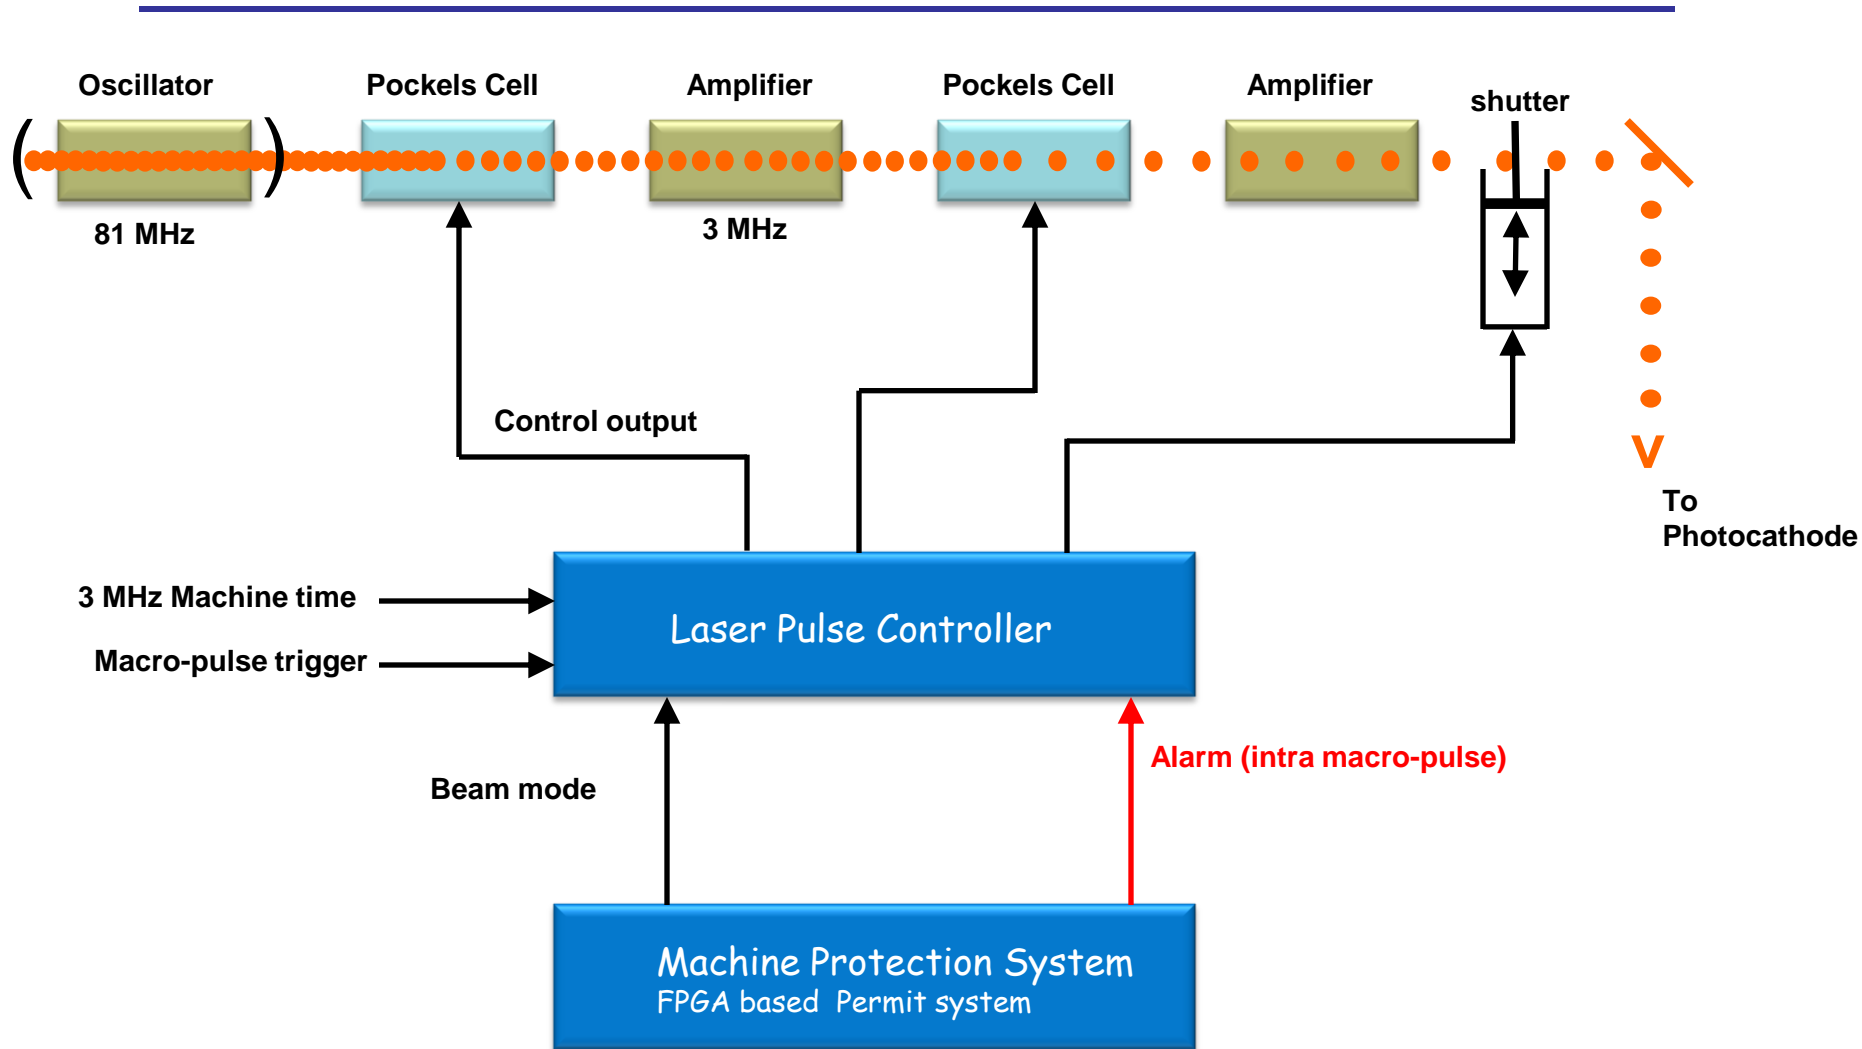 Oscillator
Pockels Cell
Amplifier
Pockels Cell
Amplifier
shutter
(
)
81 MHz
3 MHz
Control output
To
Photocathode
3 MHz Machine time
Laser Pulse Controller
Macro-pulse trigger
Alarm (intra macro-pulse)
Beam mode
Machine Protection System
FPGA based Permit system